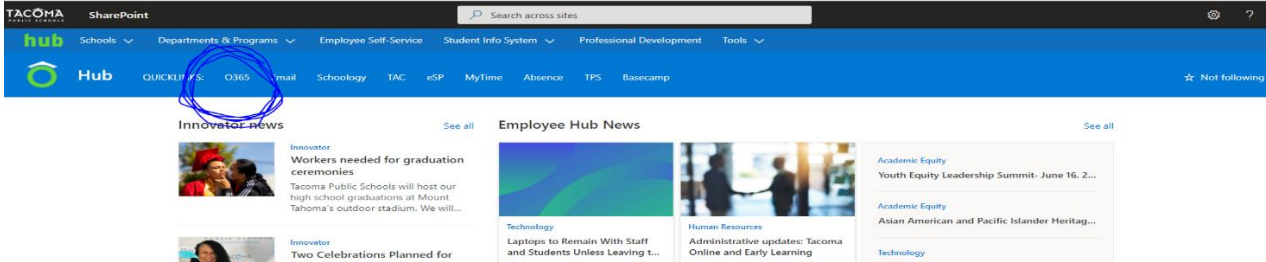 TACOMA
PUBLIC SCHOOLS
SharePoint
Search across sites
?
hub
Schools
Departments & Programs
Employee Self-Service
Student Info System
Professional Development
Tools
Hub
QUICKLINKS:
O365
Email
Schoology
TAC
eSP
MyTime
Absence
TPS
Basecamp
Not following
Innovator news
See all
Innovator
Workers needed for graduation
ceremonies
Tacoma Public Schools will host our
high school graduations at Mount
Tahoma's outdoor stadium. We will...
Innovator
Two Celebrations Planned for
Employee Hub News
See all
Technology
Laptops to Remain With Staff
and Students Unless Leaving t...
Human Resources
Administrative updates: Tacoma
Online and Early Learning
Academic Equity
Youth Equity Leadership Summit- June 16, 2...
Academic Equity
Asian American and Pacific Islander Heritag...
Technology